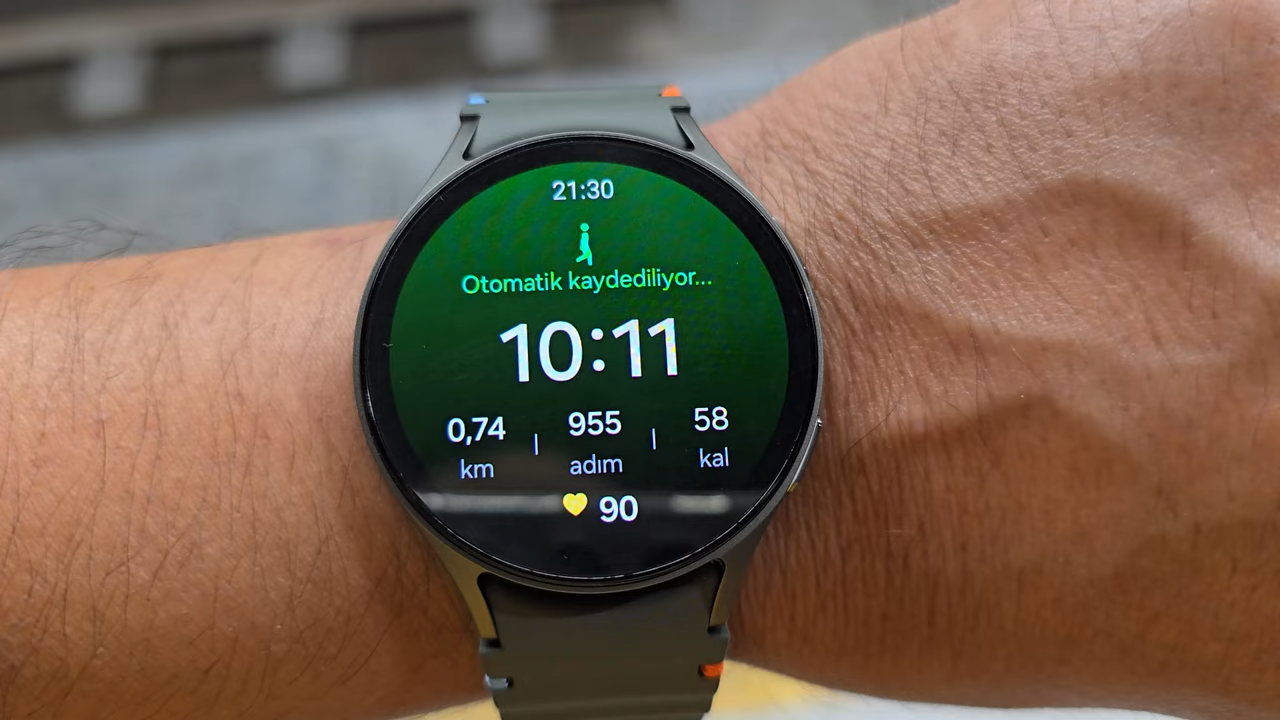 21:30
Otomatik kaydediliyor...
10:11
0,74 | 955 | 58
km adım kal
90